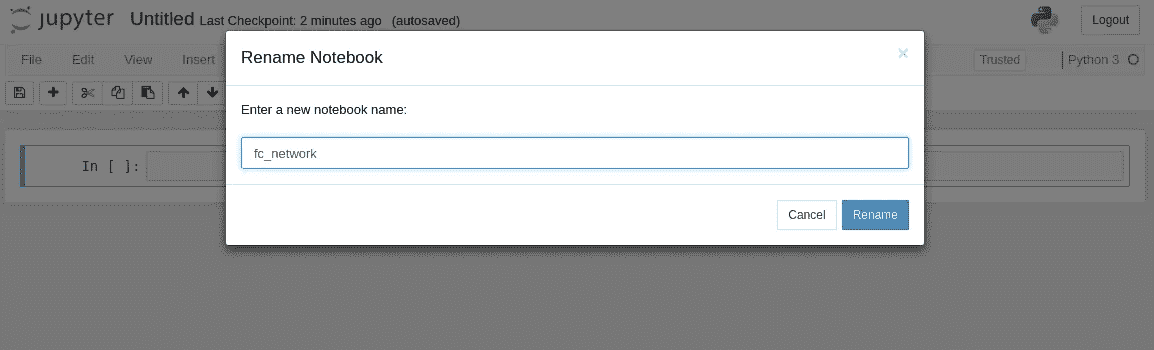 jupyter Untitled Last Checkpoint: 2 minutes ago (autosaved) Logout
Rename Notebook ×
File Edit View Insert Trusted Python 3
Enter a new notebook name:
fc_network
In [ ]:
Cancel Rename